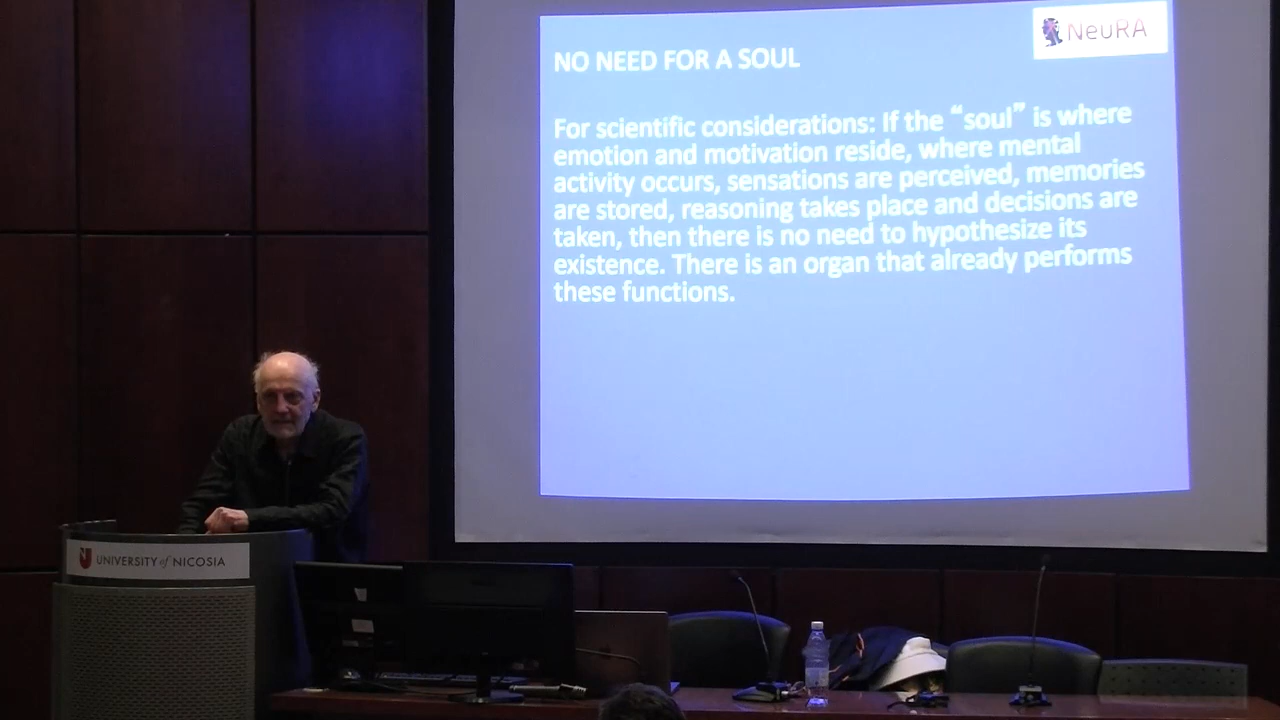 NeuRA
NO NEED FOR A SOUL
For scientific considerations: If the “soul” is where
emotion and motivation reside, where mental
activity occurs, sensations are perceived, memories
are stored, reasoning takes place and decisions are
taken, then there is no need to hypothesize its
existence. There is an organ that already performs
these functions.
UNIVERSITY of NICOSIA